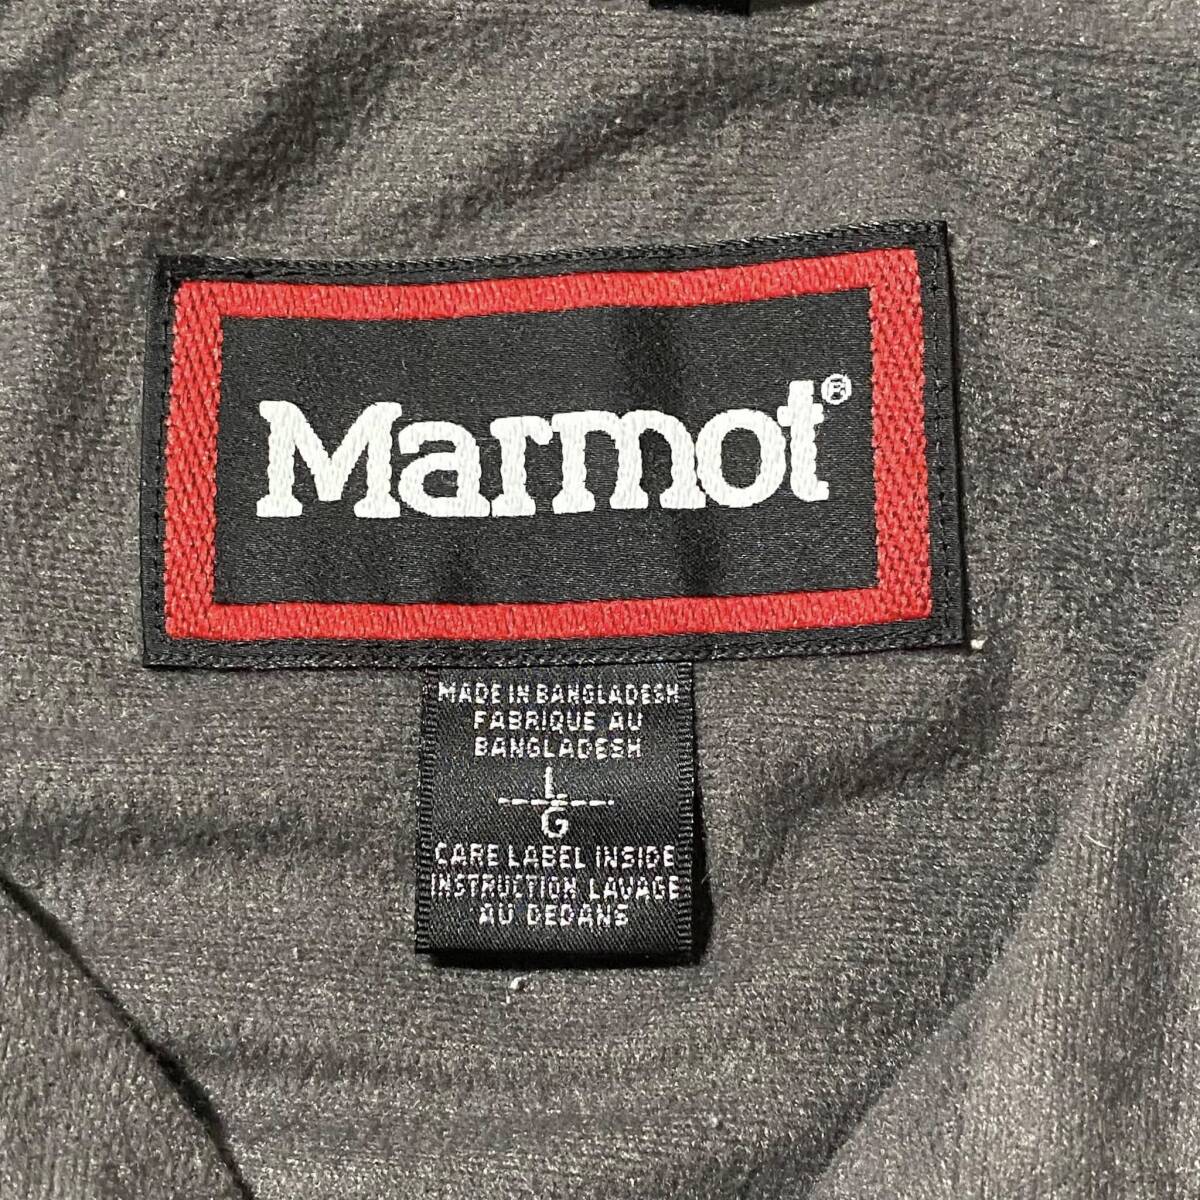 Marmot®
MADE IN BANGLADESH
FABRIQUE AU
BANGLADESH
L
G
CARE LABEL INSIDE
INSTRUCTION LAVAGE
AU DEDANS